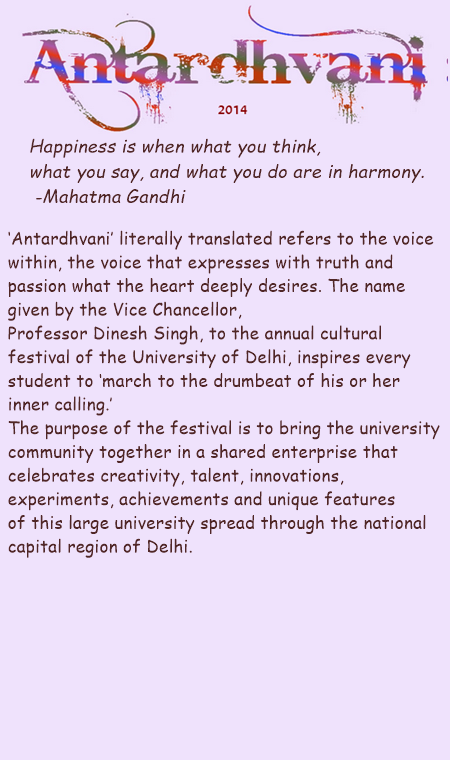 Antardhvani
2014
Happiness is when what you think,
what you say, and what you do are in harmony.
-Mahatma Gandhi
‘Antardhvani’ literally translated refers to the voice
within, the voice that expresses with truth and
passion what the heart deeply desires. The name
given by the Vice Chancellor,
Professor Dinesh Singh, to the annual cultural
festival of the University of Delhi, inspires every
student to ‘march to the drumbeat of his or her
inner calling.’
The purpose of the festival is to bring the university
community together in a shared enterprise that
celebrates creativity, talent, innovations,
experiments, achievements and unique features
of this large university spread through the national
capital region of Delhi.